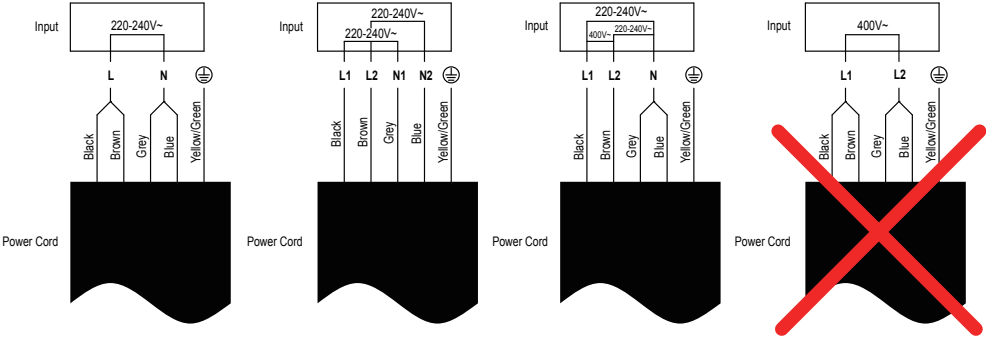 Input
220-240V~
L N
Black
Brown
Grey
Blue
Yellow/Green
Power Cord
Input
220-240V~
220-240V~
L1 L2 N1 N2
Black
Brown
Grey
Blue
Yellow/Green
Power Cord
Input
220-240V~
400V~ 220-240V~
L1 L2 N
Black
Brown
Grey
Blue
Yellow/Green
Power Cord
Input
400V~
L1 L2
Black
Brown
Grey
Blue
Yellow/Green
Power Cord